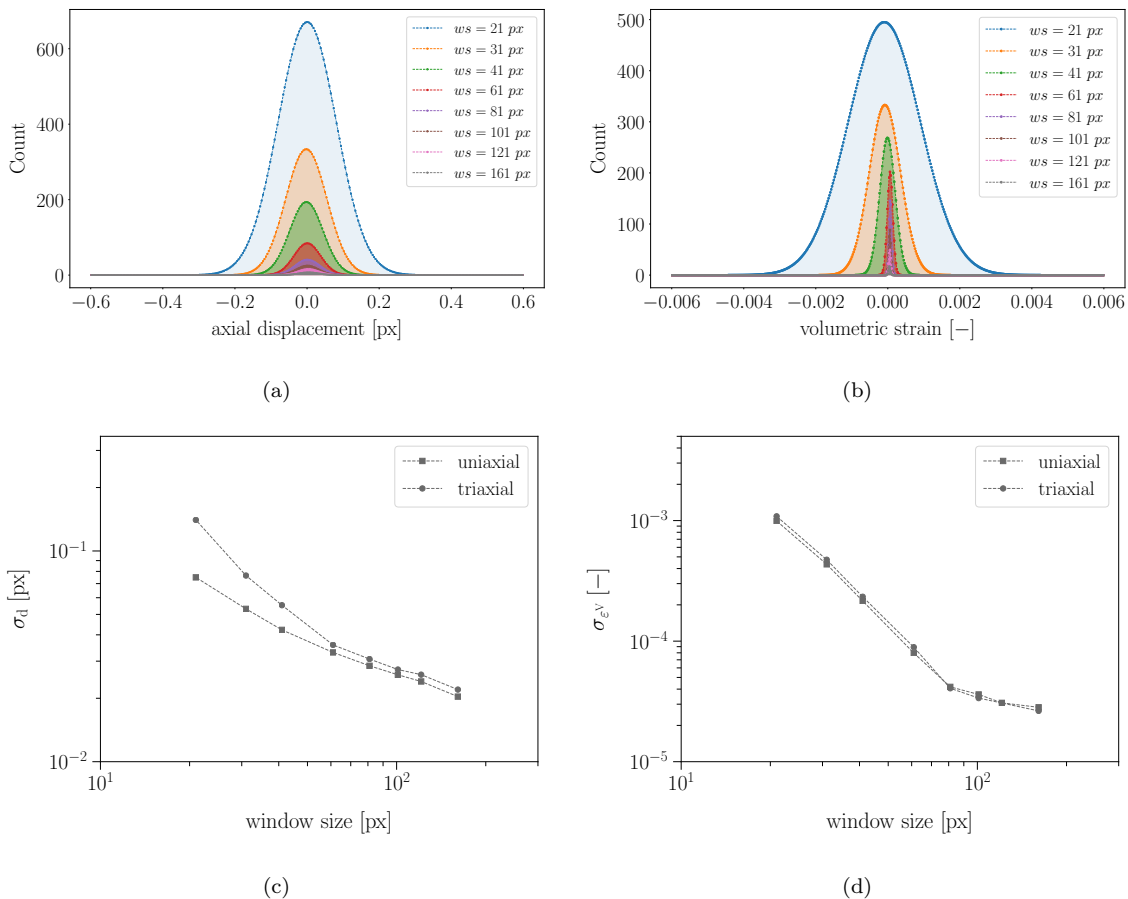 600
400
200
0
Count
−0.6
−0.4
−0.2
0.0
0.2
0.4
0.6
axial displacement [px]
ws = 21 px
ws = 31 px
ws = 41 px
ws = 61 px
ws = 81 px
ws = 101 px
ws = 121 px
ws = 161 px
(a)
500
400
300
200
100
0
Count
−0.006
−0.004
−0.002
0.000
0.002
0.004
0.006
volumetric strain [−]
ws = 21 px
ws = 31 px
ws = 41 px
ws = 61 px
ws = 81 px
ws = 101 px
ws = 121 px
ws = 161 px
(b)
10⁻¹
10⁻²
σ_d [px]
10¹
10²
window size [px]
uniaxial
triaxial
(c)
10⁻³
10⁻⁴
10⁻⁵
σ_εⱽ [−]
10¹
10²
window size [px]
uniaxial
triaxial
(d)